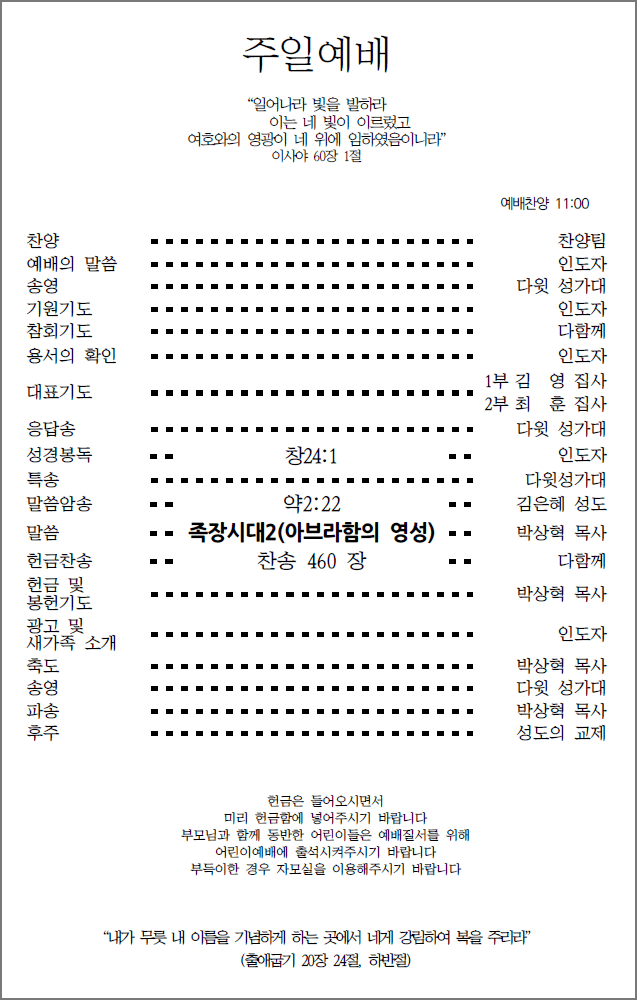 주일예배
“일어나라 빛을 발하라
이는 네 빛이 이르렀고
여호와의 영광이 네 위에 임하였음이니라”
이사야 60장 1절
예배찬양 11:00
찬양 찬양팀
예배의 말씀 인도자
송영 다윗 성가대
기원기도 인도자
참회기도 다함께
용서의 확인 인도자
대표기도 1부 김 영 집사
2부 최 훈 집사
응답송 다윗 성가대
성경봉독 창24:1 인도자
특송 다윗성가대
말씀암송 약2:22 김은혜 성도
말씀 족장시대2(아브라함의 영성) 박상혁 목사
헌금찬송 찬송 460 장 다함께
헌금 및
봉헌기도 박상혁 목사
광고 및
새가족 소개 인도자
축도 박상혁 목사
송영 다윗 성가대
파송 박상혁 목사
후주 성도의 교제
헌금은 들어오시면서
미리 헌금함에 넣어주시기 바랍니다
부모님과 함께 동반한 어린이들은 예배질서를 위해
어린이예배에 출석시켜주시기 바랍니다
부득이한 경우 자모실을 이용해주시기 바랍니다
“내가 무릇 내 이름을 기념하게 하는 곳에서 네게 강림하여 복을 주리라”
(출애굽기 20장 24절, 하반절)